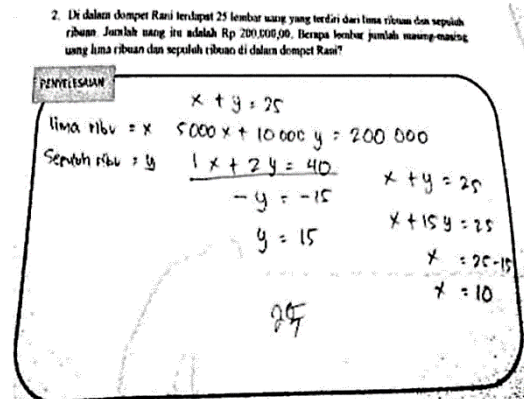 2. Di dalam dompet Rani terdapat 25 lembar uang yang terdiri dari lima ribuan dan sepuluh
ribuan. Jumlah uang itu adalah Rp 200.000,00. Berapa lembar jumlah masing-masing
uang lima ribuan dan sepuluh ribuan di dalam dompet Rani?
PENYELESAIAN
x + y = 25
lima ribu = x 5000 x + 10 000 y = 200 000
Sepuluh ribu = y 1 x + 2 y = 40
- y = -15
y = 15
x + y = 25
x + 15 y = 25
x = 25-15
x = 10